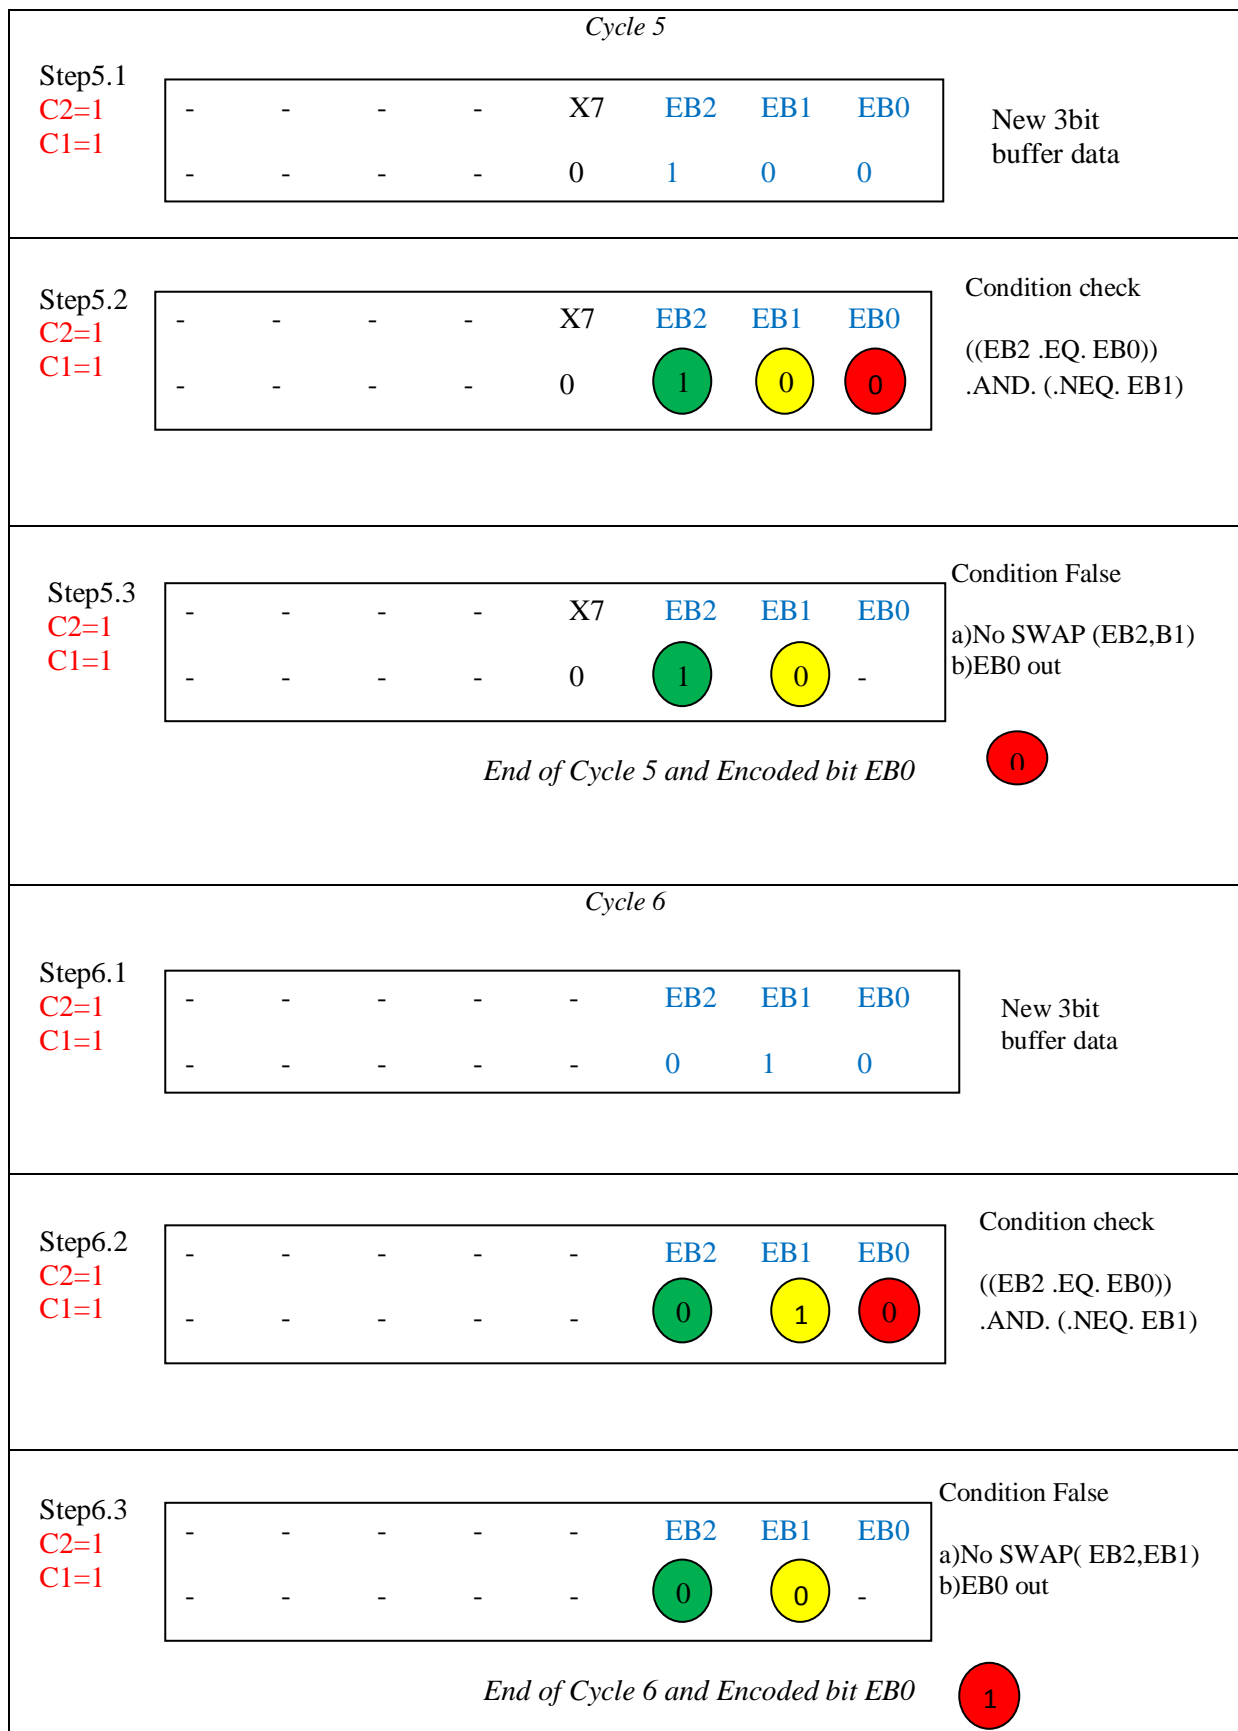 Cycle 5
Step5.1
C2=1
C1=1
- - - - X7 EB2 EB1 EB0
- - - - 0 1 0 0
New 3bit
buffer data
Step5.2
C2=1
C1=1
- - - - X7 EB2 EB1 EB0
- - - - 0 1 0 0
Condition check
((EB2 .EQ. EB0))
.AND. (.NEQ. EB1)
Step5.3
C2=1
C1=1
- - - - X7 EB2 EB1 EB0
- - - - 0 1 0 -
Condition False
a)No SWAP (EB2,B1)
b)EB0 out
End of Cycle 5 and Encoded bit EB0 0
Cycle 6
Step6.1
C2=1
C1=1
- - - - - EB2 EB1 EB0
- - - - - 0 1 0
New 3bit
buffer data
Step6.2
C2=1
C1=1
- - - - - EB2 EB1 EB0
- - - - - 0 1 0
Condition check
((EB2 .EQ. EB0))
.AND. (.NEQ. EB1)
Step6.3
C2=1
C1=1
- - - - - EB2 EB1 EB0
- - - - - 0 0 -
Condition False
a)No SWAP( EB2,EB1)
b)EB0 out
End of Cycle 6 and Encoded bit EB0 1